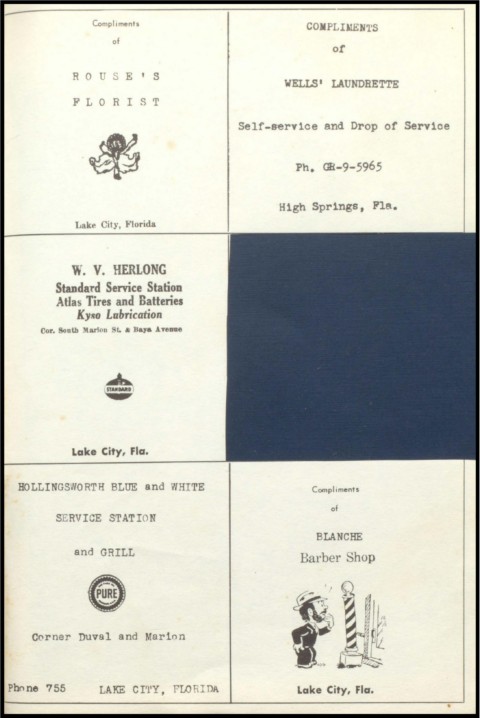 Compliments
of
ROUSE'S
FLORIST
Lake City, Florida
COMPLIMENTS
of
WELLS' LAUNDRETTE
Self-service and Drop of Service
Ph. GR-9-5965
High Springs, Fla.
W. V. HERLONG
Standard Service Station
Atlas Tires and Batteries
Kyso Lubrication
Cor. South Marion St. & Baya Avenue
STANDARD
Lake City, Fla.
HOLLINGSWORTH BLUE and WHITE
SERVICE STATION
and GRILL
PURE
Corner Duval and Marion
Phone 755 LAKE CITY, FLORIDA
Compliments
of
BLANCHE
Barber Shop
Lake City, Fla.